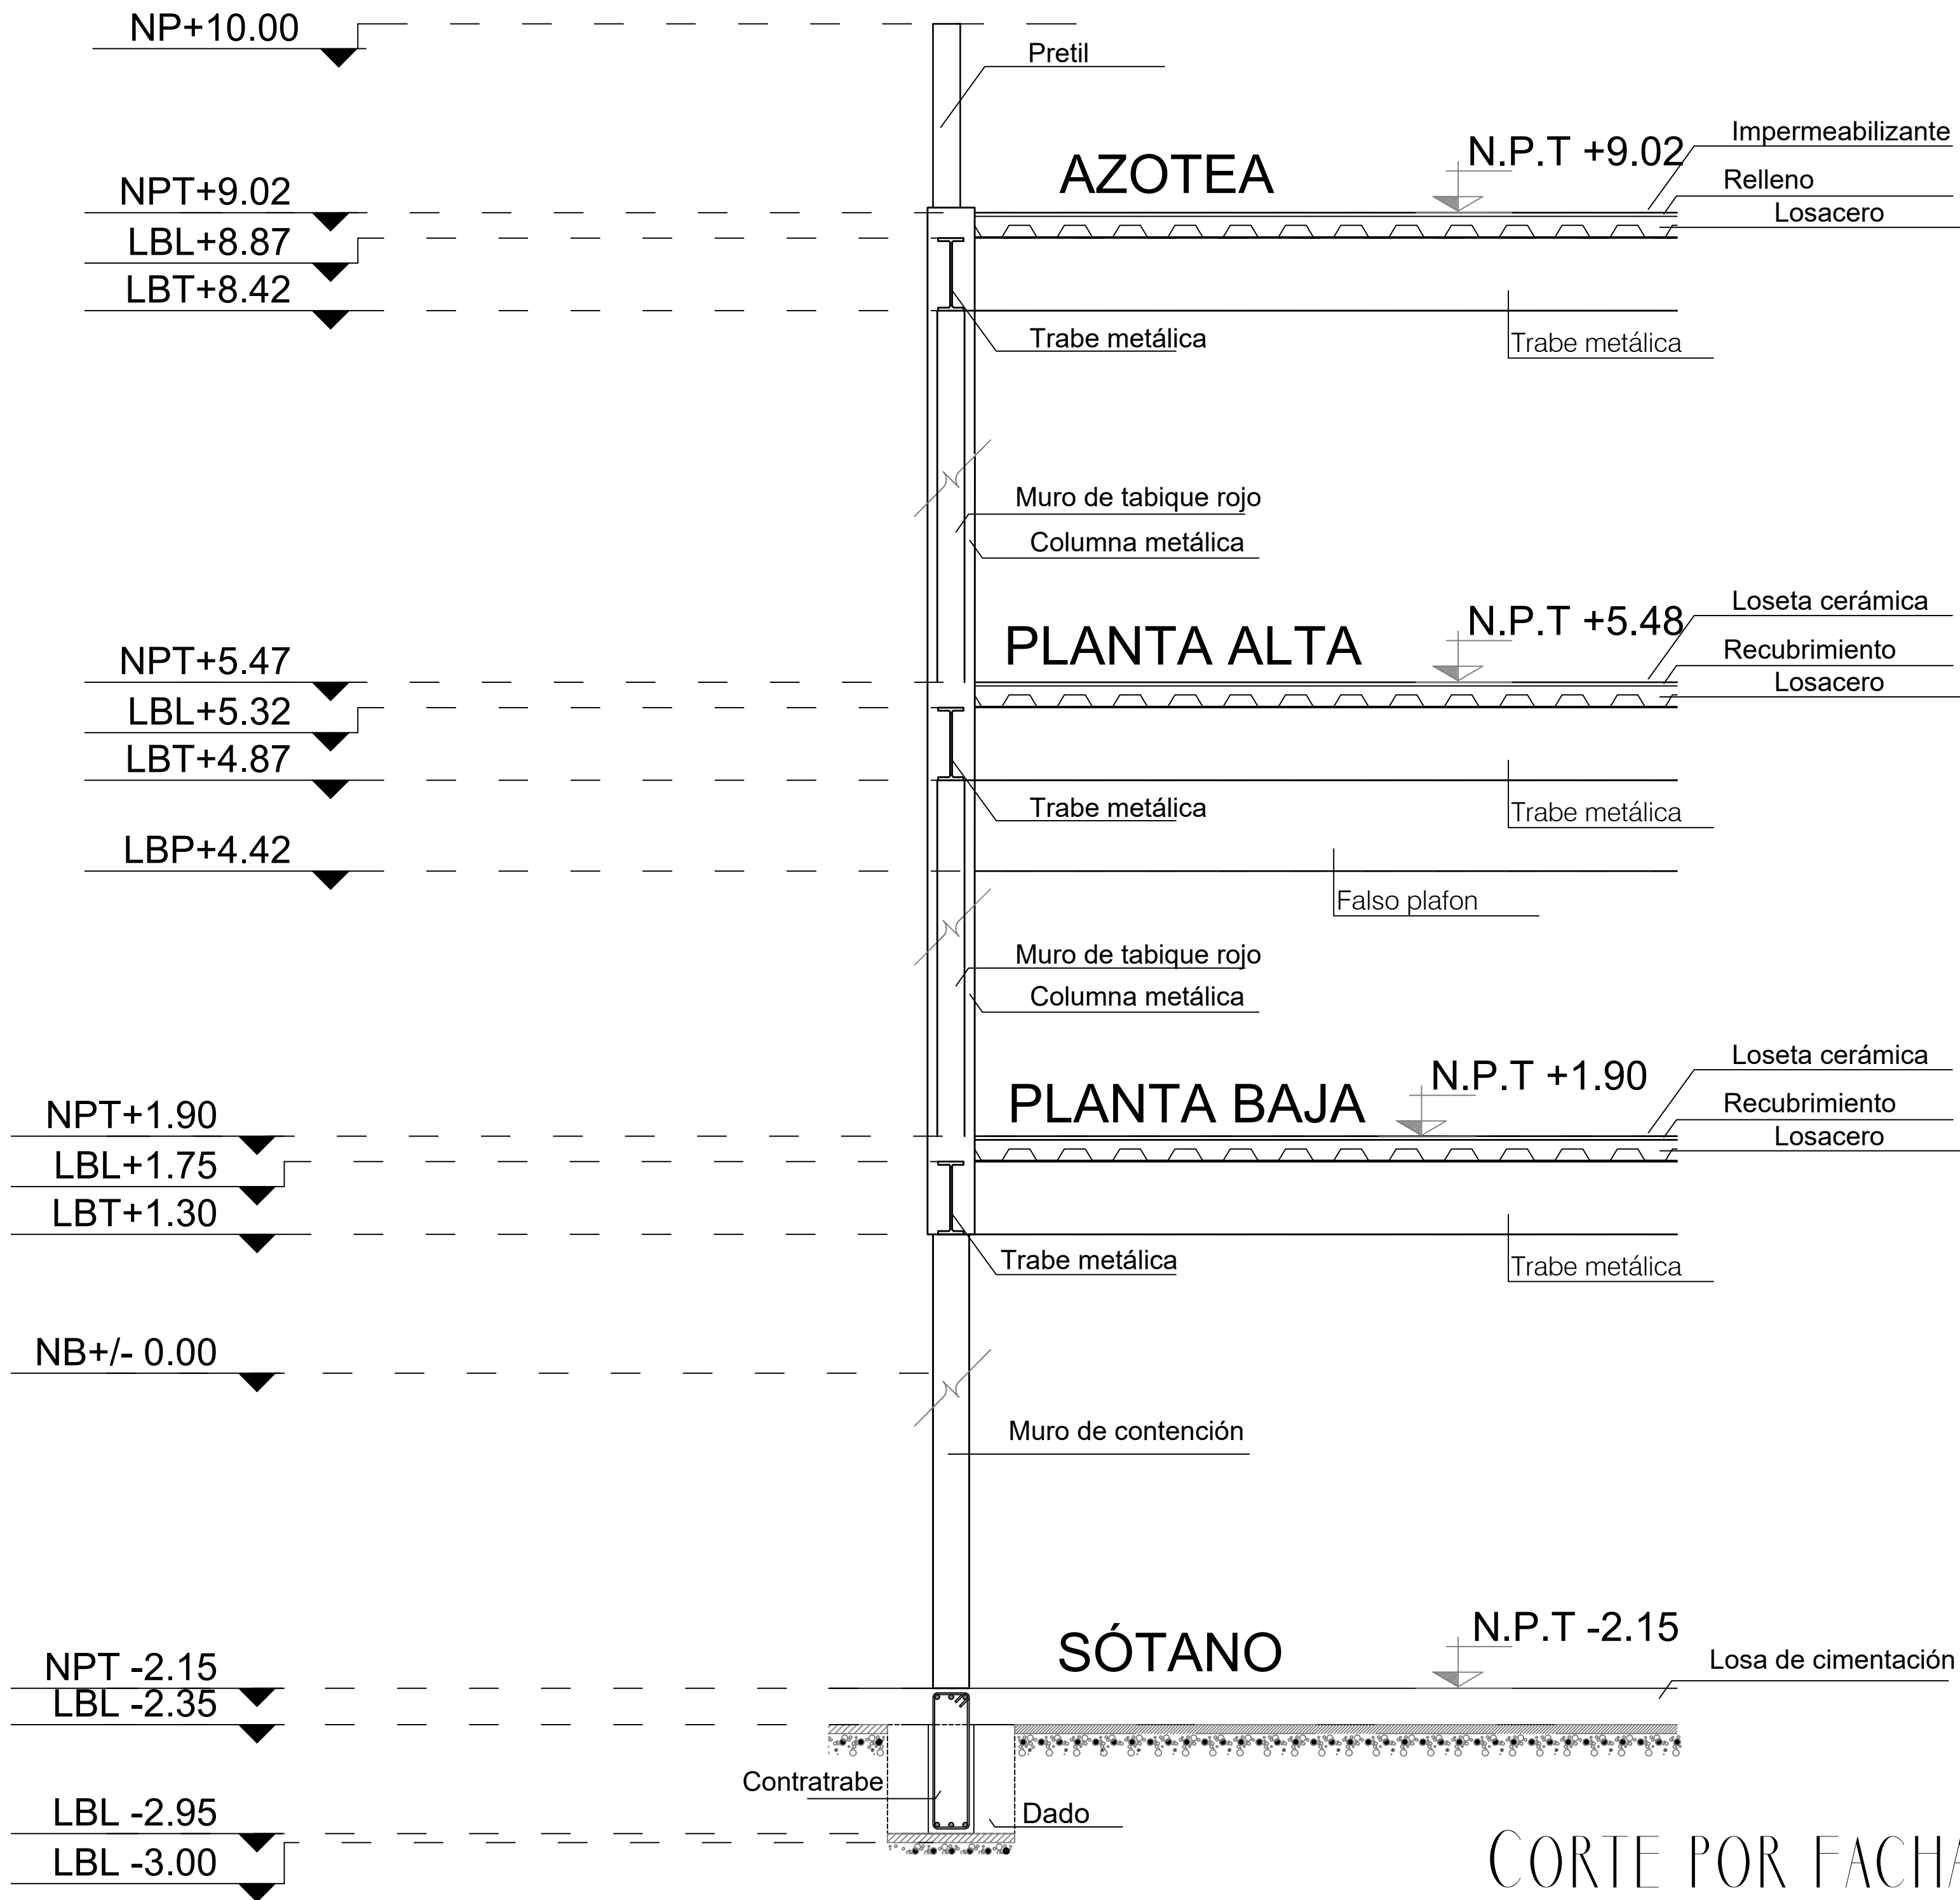 NP+10.00
Pretil
AZOTEA
N.P.T +9.02
Impermeabilizante
Relleno
Losacero
NPT+9.02
LBL+8.87
LBT+8.42
Trabe metálica
Trabe metálica
Muro de tabique rojo
Columna metálica
PLANTA ALTA
N.P.T +5.48
Loseta cerámica
Recubrimiento
Losacero
NPT+5.47
LBL+5.32
LBT+4.87
Trabe metálica
Trabe metálica
LBP+4.42
Falso plafon
Muro de tabique rojo
Columna metálica
PLANTA BAJA
N.P.T +1.90
Loseta cerámica
Recubrimiento
Losacero
NPT+1.90
LBL+1.75
LBT+1.30
Trabe metálica
Trabe metálica
NB+/- 0.00
Muro de contención
SÓTANO
N.P.T -2.15
Losa de cimentación
NPT -2.15
LBL -2.35
Contratrabe
Dado
LBL -2.95
LBL -3.00
CORTE POR